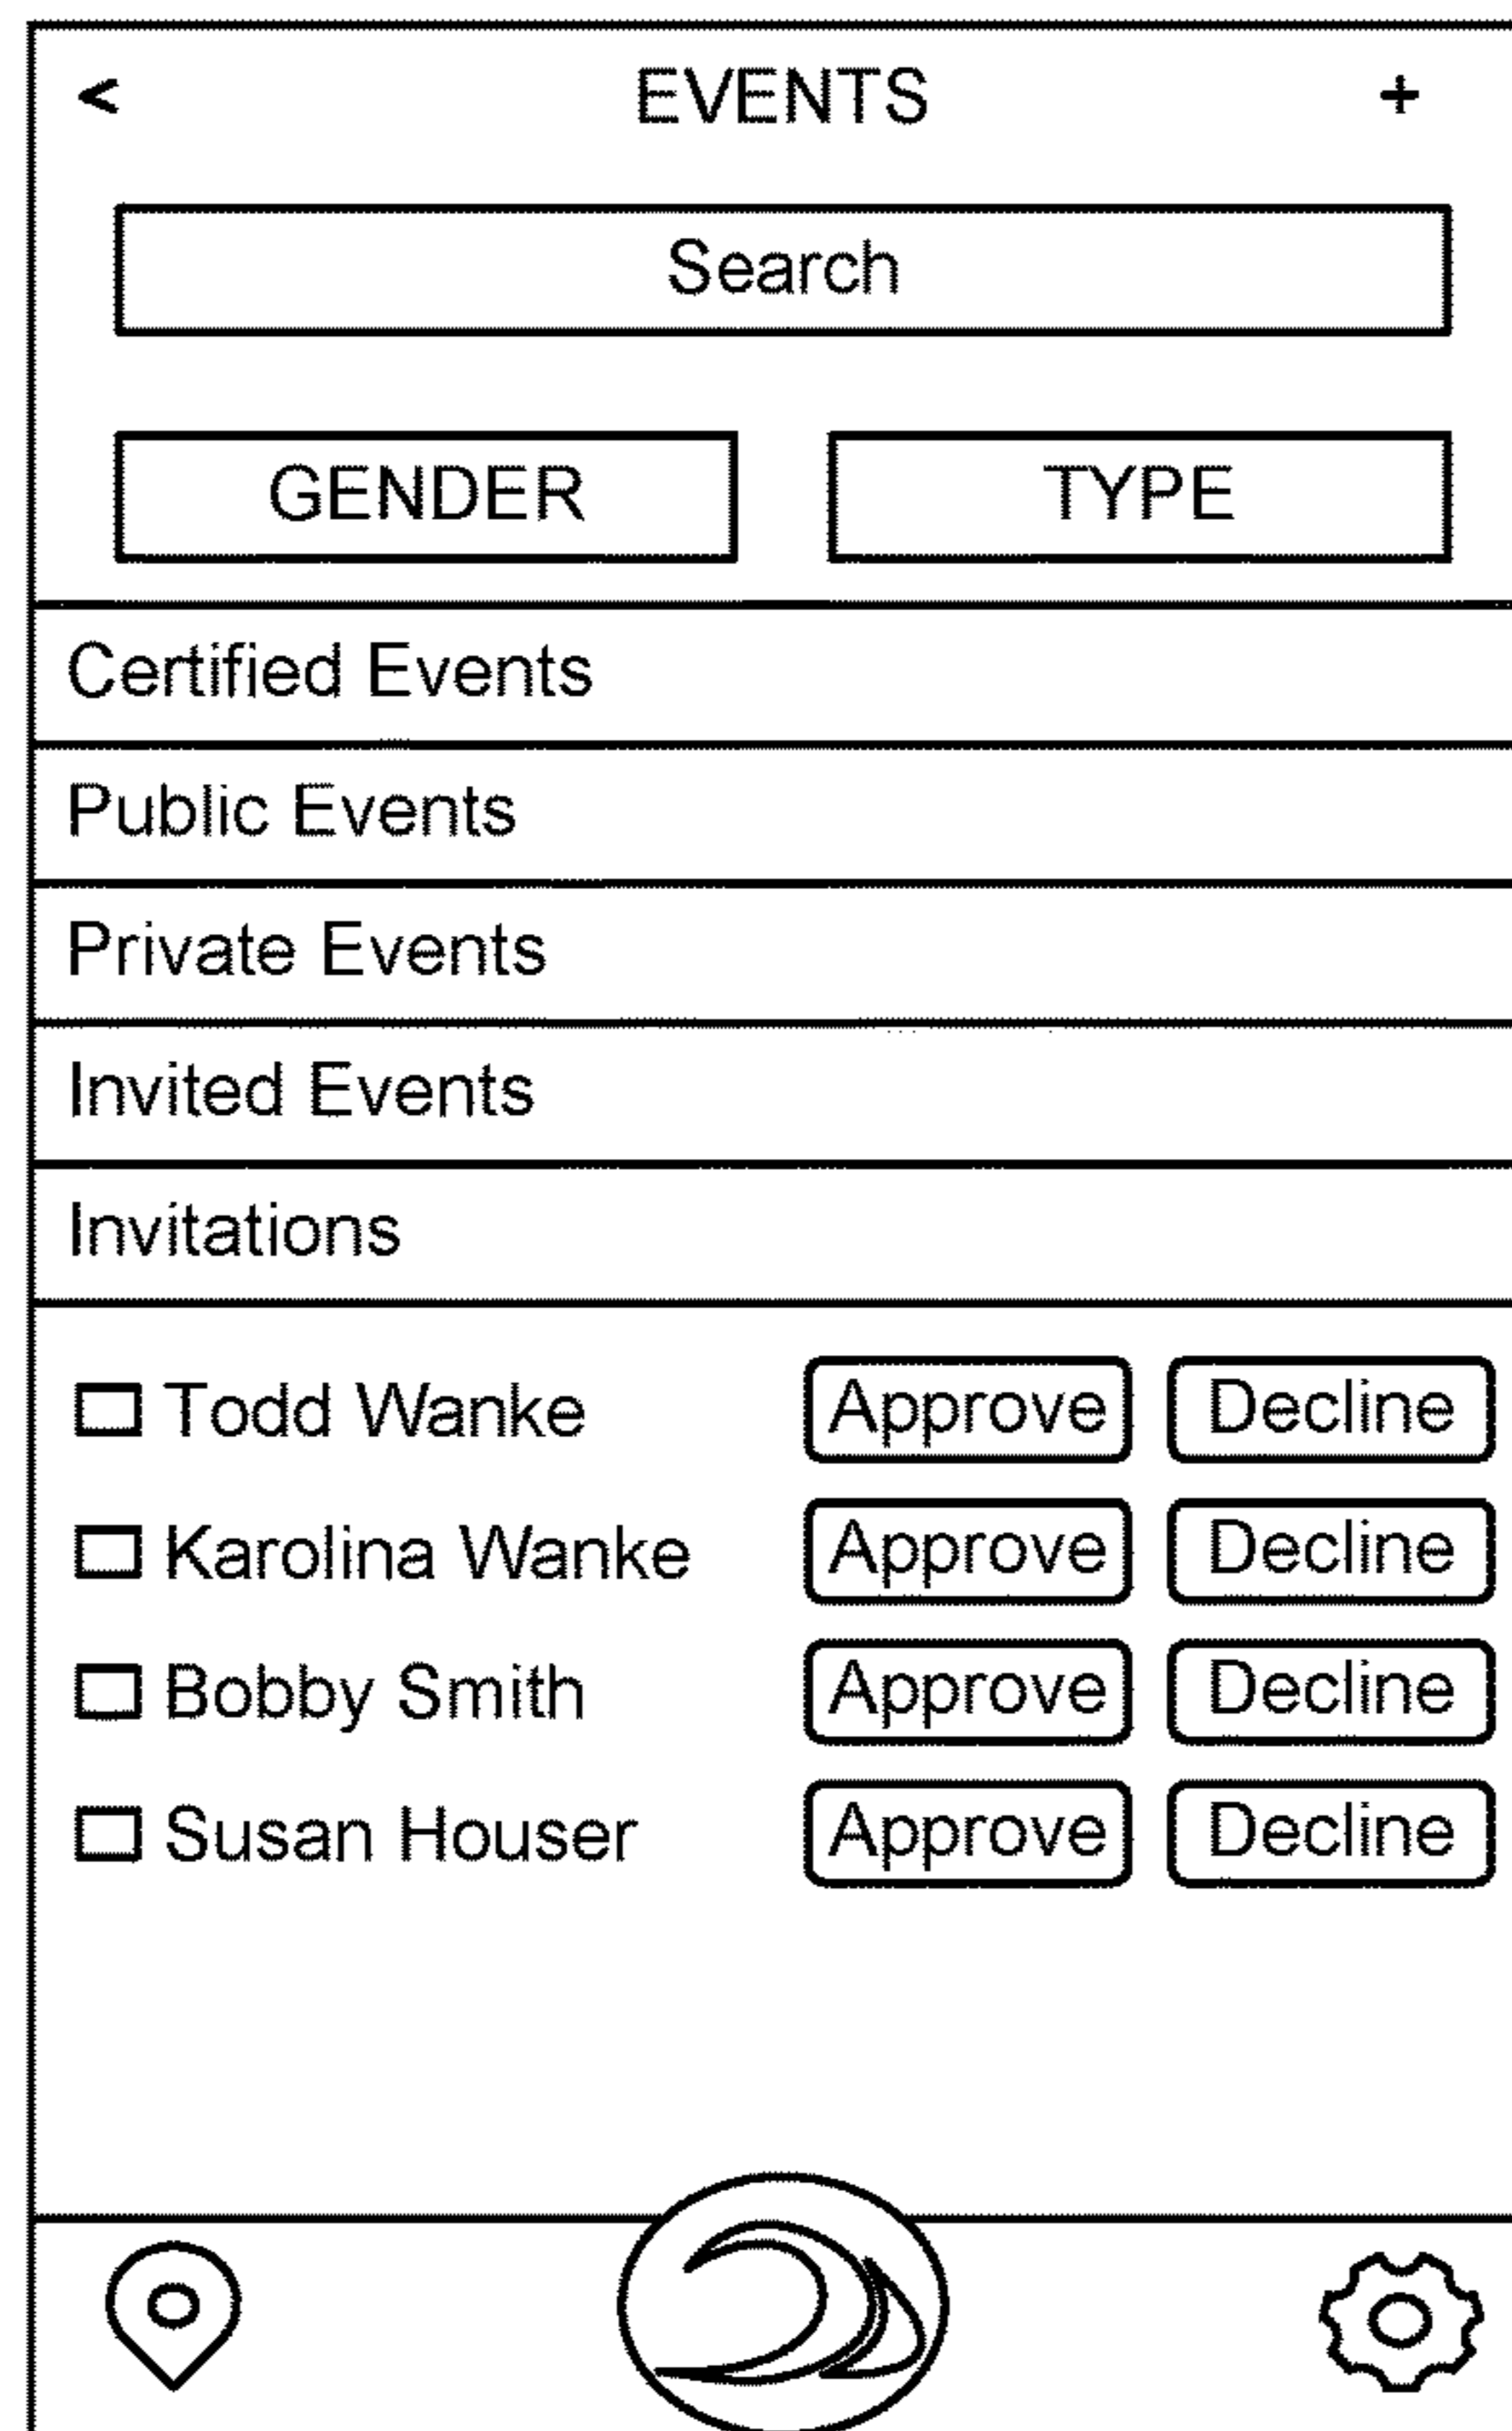 < EVENTS +
Search
GENDER TYPE
Certified Events
Public Events
Private Events
Invited Events
Invitations
Todd Wanke Approve Decline
Karolina Wanke Approve Decline
Bobby Smith Approve Decline
Susan Houser Approve Decline